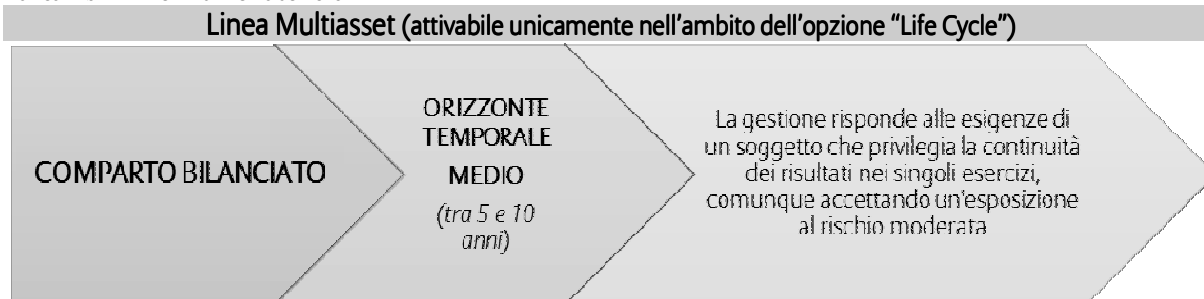 Linea Multiasset (attivabile unicamente nell'ambito dell'opzione "Life Cycle")
COMPARTO BILANCIATO
ORIZZONTE
TEMPORALE
MEDIO
(tra 5 e 10
anni)
La gestione risponde alle esigenze di
un soggetto che privilegia la continuità
dei risultati nei singoli esercizi,
comunque accettando un'esposizione
al rischio moderata